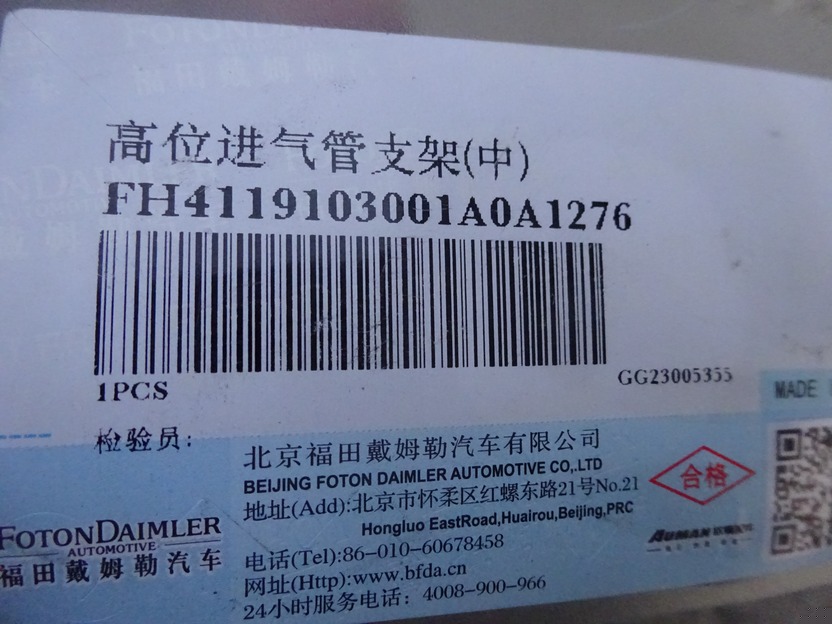 高位进气管支架(中)
FH4119103001A0A1276
1PCS
GG23005355
MADE
检验员:
北京福田戴姆勒汽车有限公司
BEIJING FOTON DAIMLER AUTOMOTIVE CO,.LTD
地址(Add):北京市怀柔区红螺东路21号No.21
Hongluo EastRoad,Huairou,Beijing,PRC
电话(Tel):86-010-60678458
网址(Http):www.bfda.cn
24小时服务电话: 4008-900-966
合格
FOTONDAIMLER
AUTOMOTIVE
福田戴姆勒汽车
AUMAN